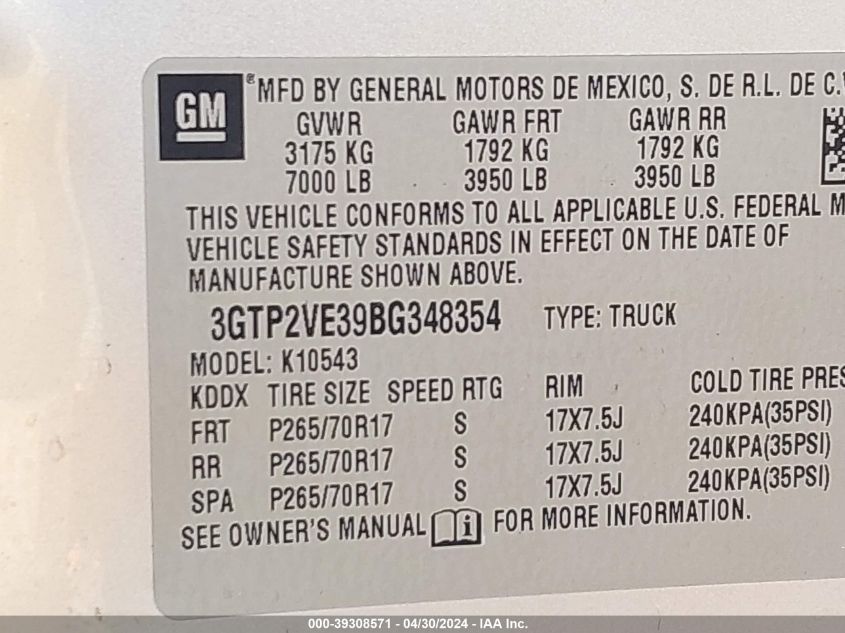 GM ® MFD BY GENERAL MOTORS DE MEXICO, S. DE R.L. DE C.
GVWR GAWR FRT GAWR RR
3175 KG 1792 KG 1792 KG
7000 LB 3950 LB 3950 LB
THIS VEHICLE CONFORMS TO ALL APPLICABLE U.S. FEDERAL M
VEHICLE SAFETY STANDARDS IN EFFECT ON THE DATE OF
MANUFACTURE SHOWN ABOVE.
3GTP2VE39BG348354 TYPE: TRUCK
MODEL: K10543
KDDX TIRE SIZE SPEED RTG RIM COLD TIRE PRES
FRT P265/70R17 S 17X7.5J 240KPA(35PSI)
RR P265/70R17 S 17X7.5J 240KPA(35PSI)
SPA P265/70R17 S 17X7.5J 240KPA(35PSI)
SEE OWNER'S MANUAL i FOR MORE INFORMATION.
000-39308571 / 04/30/2024 - IAA Inc.